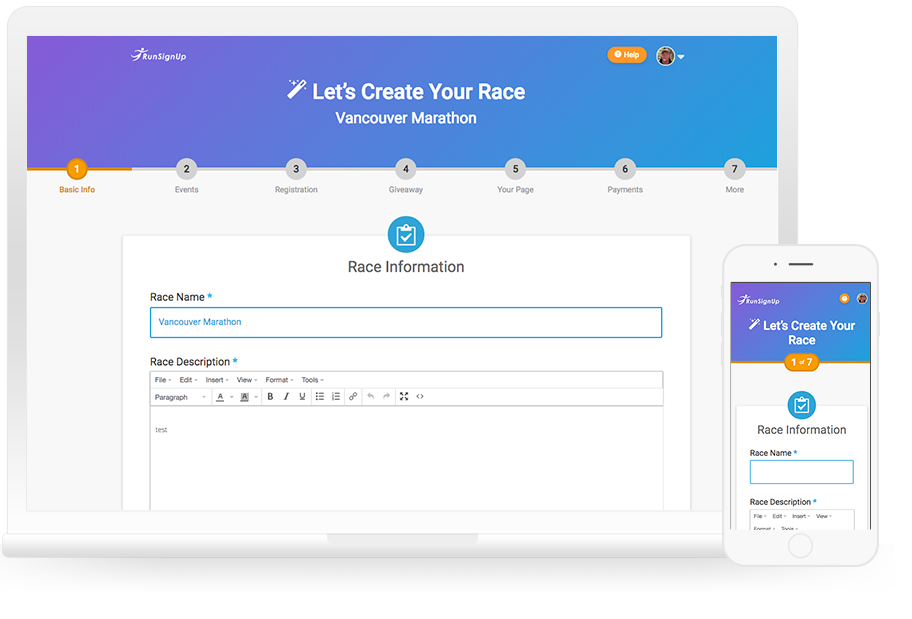 RunSignUp
Help
Let's Create Your Race
Vancouver Marathon
1 2 3 4 5 6 7
Basic Info Events Registration Giveaway Your Page Payments More
Race Information
Race Name *
Vancouver Marathon
Race Description *
File Edit Insert View Format Tools
Paragraph A A B I U
test
RunSignUp
Let's Create Your
Race
1 of 7
Race Information
Race Name *
Race Description *
File Edit Insert View
Format Tools